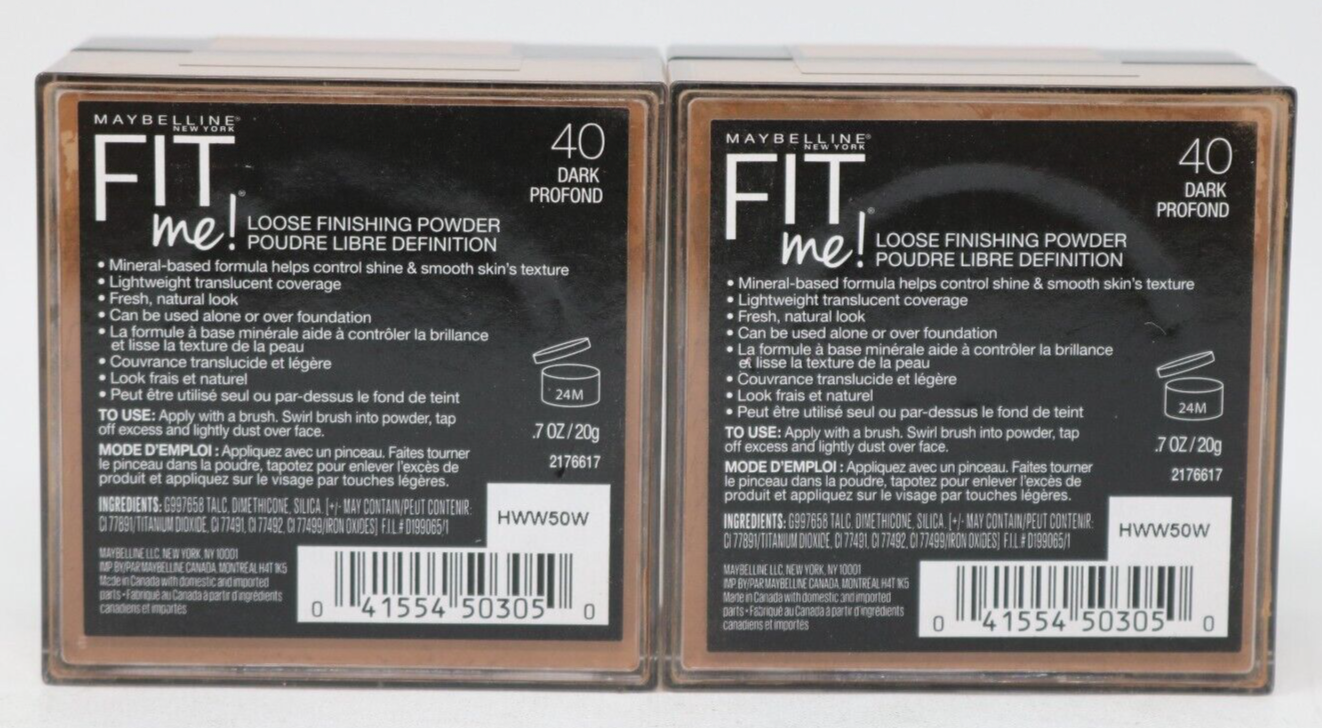 MAYBELLINE®
NEW YORK
FIT
me!®
LOOSE FINISHING POWDER
POUDRE LIBRE DEFINITION
40
DARK
PROFOND
• Mineral-based formula helps control shine & smooth skin's texture
• Lightweight translucent coverage
• Fresh, natural look
• Can be used alone or over foundation
• La formule à base minérale aide à contrôler la brillance
et lisse la texture de la peau
• Couvrance translucide et légère
• Look frais et naturel
• Peut être utilisé seul ou par-dessus le fond de teint
TO USE: Apply with a brush. Swirl brush into powder, tap
off excess and lightly dust over face.
MODE D'EMPLOI : Appliquez avec un pinceau. Faites tourner
le pinceau dans la poudre, tapotez pour enlever l'excès de
produit et appliquez sur le visage par touches légères.
24M
.7 OZ / 20g
2176617
INGREDIENTS: G997658 TALC, DIMETHICONE, SILICA. [+/- MAY CONTAIN/PEUT CONTENIR:
CI 77891/TITANIUM DIOXIDE, CI 77491, CI 77492, CI 77499/IRON OXIDES] F.I.L.# D199065/1
HWW50W
MAYBELLINE LLC, NEW YORK, NY 10001
IMP. BY/PAR MAYBELLINE CANADA, MONTREAL H4T 1K5
Made in Canada with domestic and imported
parts • Fabriqué au Canada à partir d'ingrédients
canadiens et importés
0 41554 50305 0
MAYBELLINE®
NEW YORK
FIT
me!®
LOOSE FINISHING POWDER
POUDRE LIBRE DEFINITION
40
DARK
PROFOND
• Mineral-based formula helps control shine & smooth skin's texture
• Lightweight translucent coverage
• Fresh, natural look
• Can be used alone or over foundation
• La formule à base minérale aide à contrôler la brillance
et lisse la texture de la peau
• Couvrance translucide et légère
• Look frais et naturel
• Peut être utilisé seul ou par-dessus le fond de teint
TO USE: Apply with a brush. Swirl brush into powder, tap
off excess and lightly dust over face.
MODE D'EMPLOI : Appliquez avec un pinceau. Faites tourner
le pinceau dans la poudre, tapotez pour enlever l'excès de
produit et appliquez sur le visage par touches légères.
24M
.7 OZ / 20g
2176617
INGREDIENTS: G997658 TALC, DIMETHICONE, SILICA. [+/- MAY CONTAIN/PEUT CONTENIR:
CI 77891/TITANIUM DIOXIDE, CI 77491, CI 77492, CI 77499/IRON OXIDES] F.I.L.# D199065/1
HWW50W
MAYBELLINE LLC, NEW YORK, NY 10001
IMP. BY/PAR MAYBELLINE CANADA, MONTREAL H4T 1K5
Made in Canada with domestic and imported
parts • Fabriqué au Canada à partir d'ingrédients
canadiens et importés
0 41554 50305 0